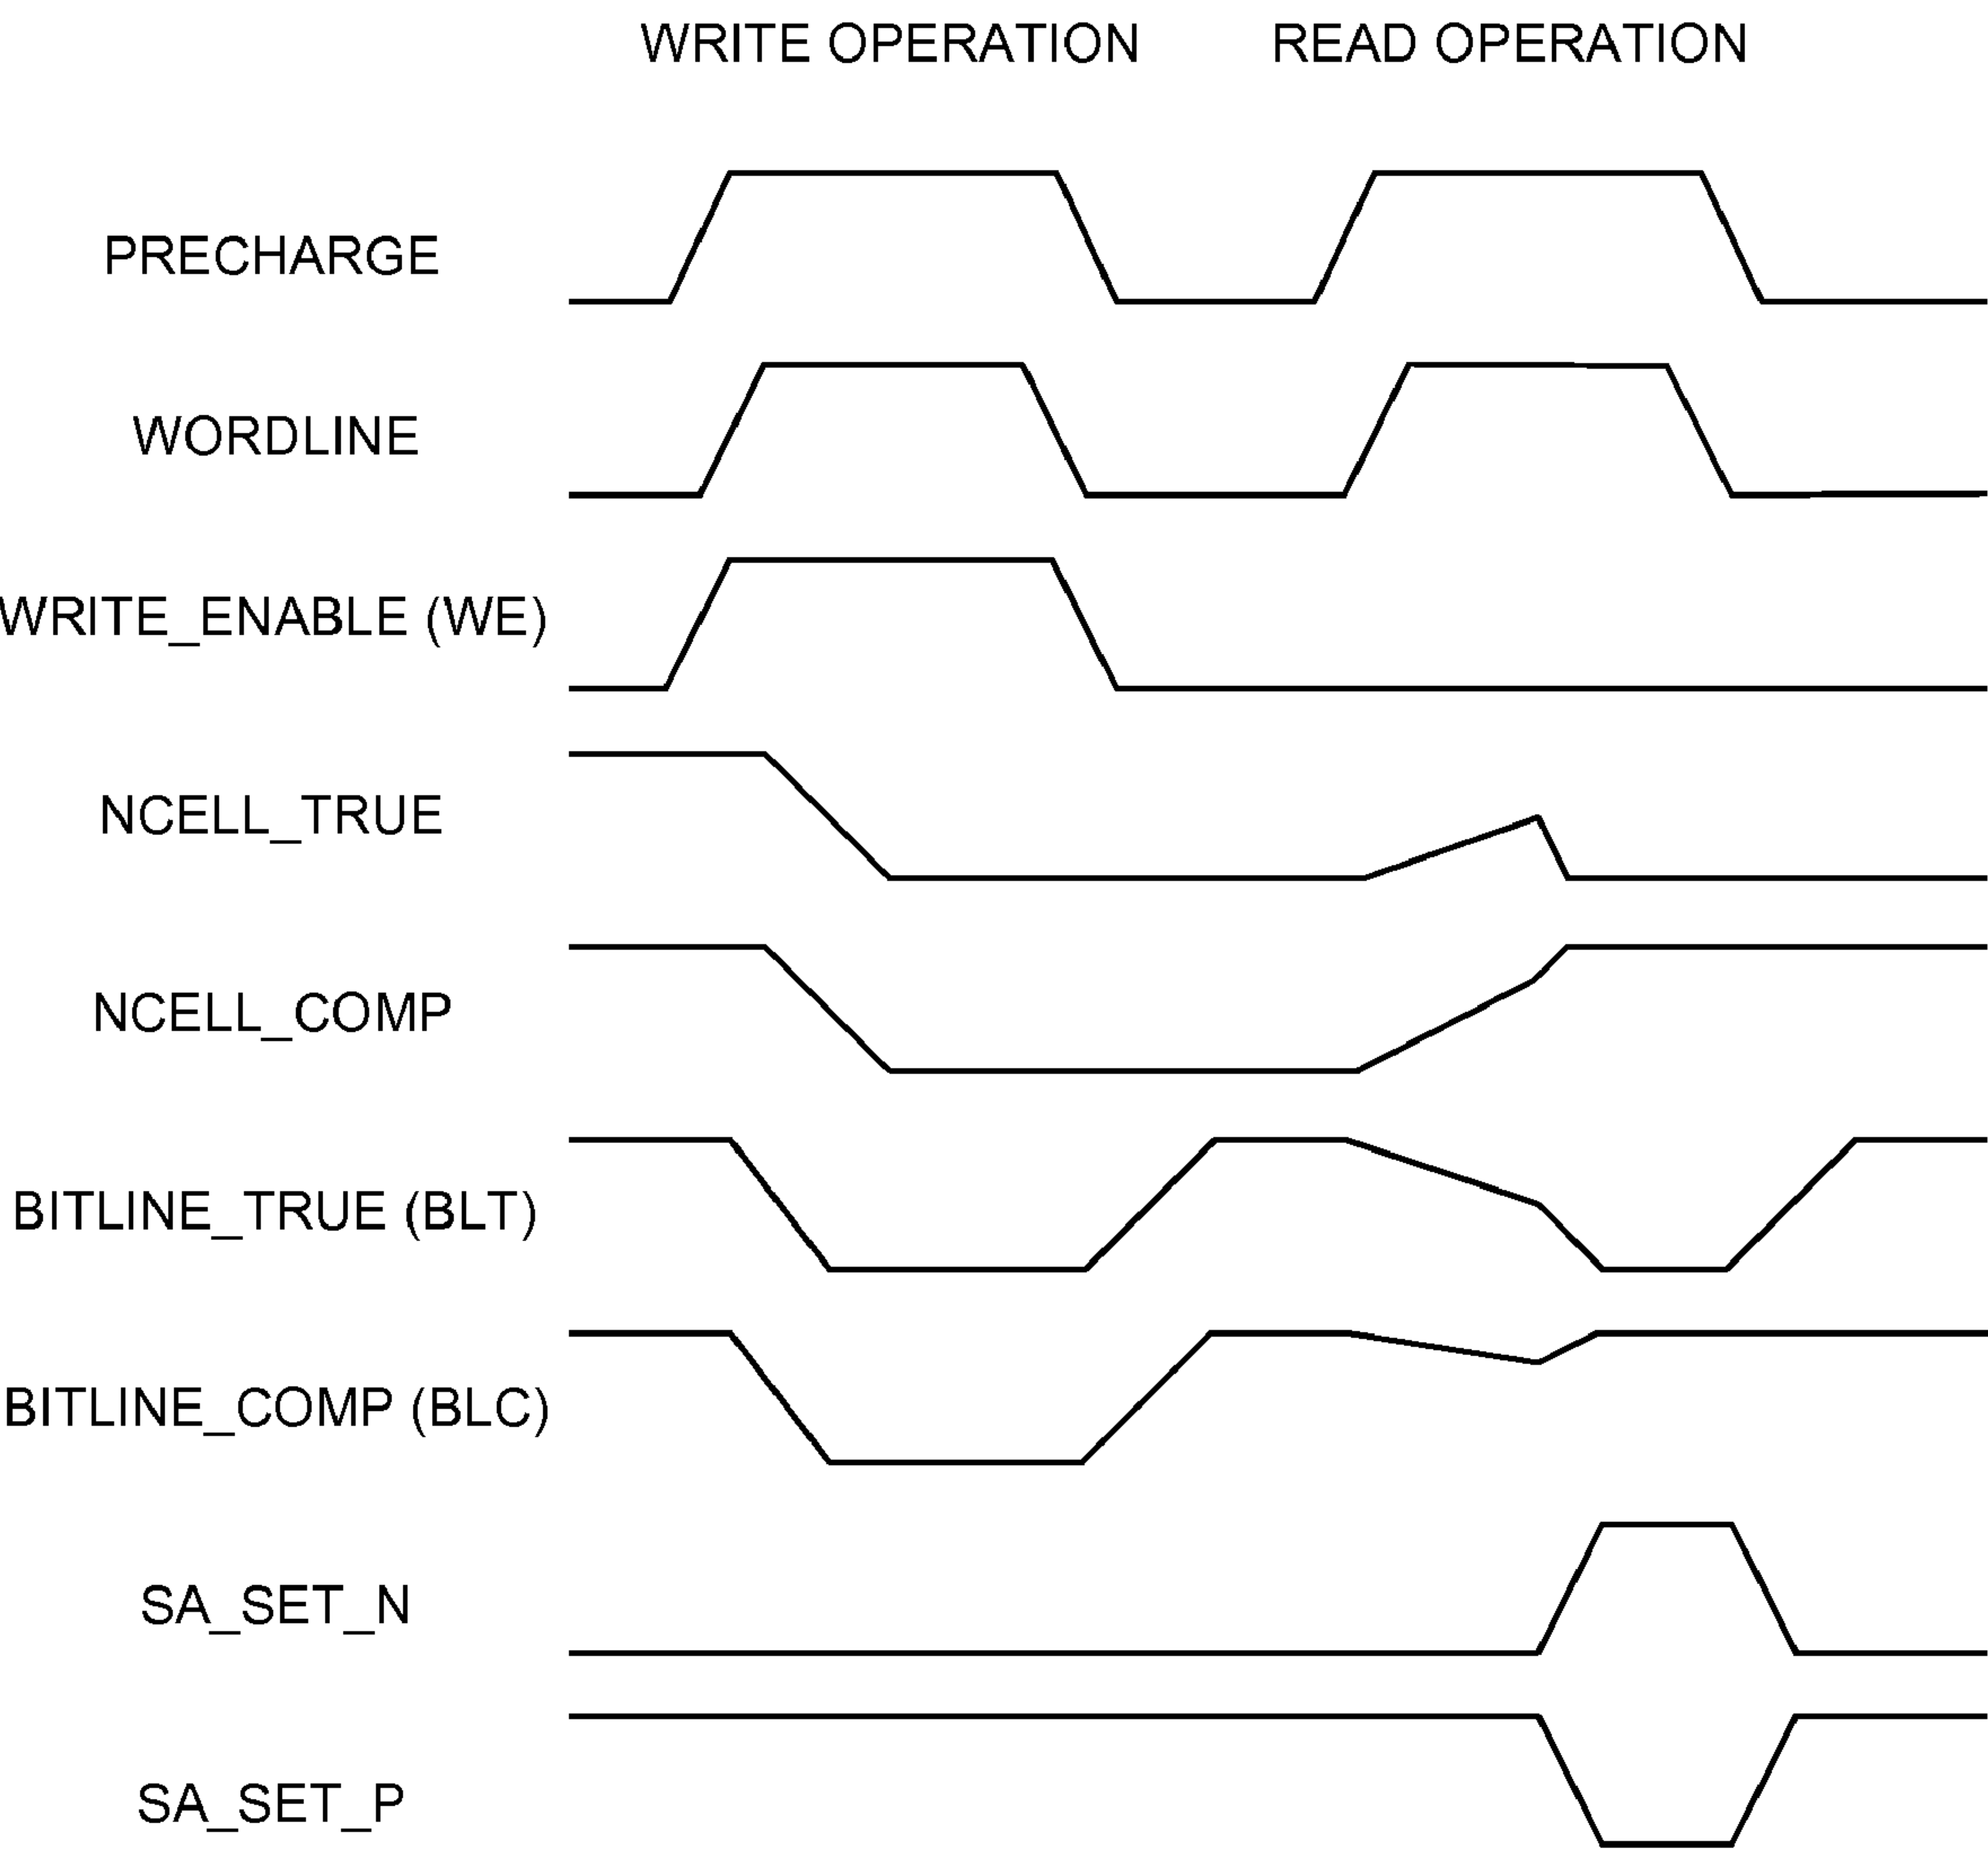 WRITE OPERATION READ OPERATION
PRECHARGE
WORDLINE
WRITE_ENABLE (WE)
NCELL_TRUE
NCELL_COMP
BITLINE_TRUE (BLT)
BITLINE_COMP (BLC)
SA_SET_N
SA_SET_P